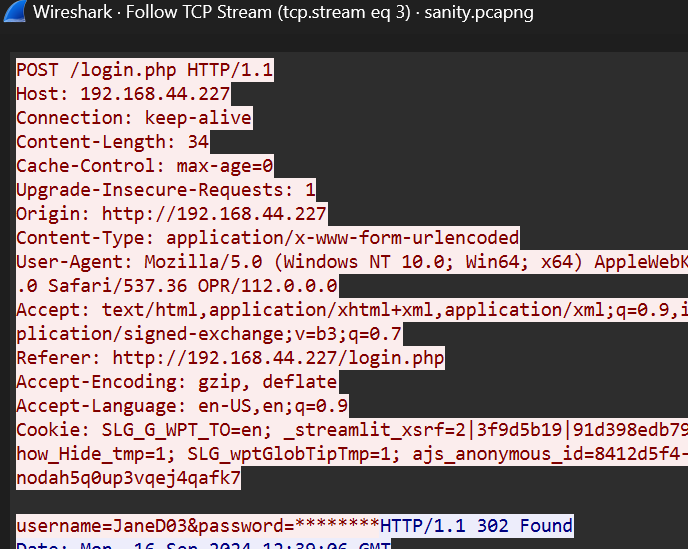 Wireshark · Follow TCP Stream (tcp.stream eq 3) · sanity.pcapng
POST /login.php HTTP/1.1
Host: 192.168.44.227
Connection: keep-alive
Content-Length: 34
Cache-Control: max-age=0
Upgrade-Insecure-Requests: 1
Origin: http://192.168.44.227
Content-Type: application/x-www-form-urlencoded
User-Agent: Mozilla/5.0 (Windows NT 10.0; Win64; x64) AppleWebK
.0 Safari/537.36 OPR/112.0.0.0
Accept: text/html,application/xhtml+xml,application/xml;q=0.9,i
plication/signed-exchange;v=b3;q=0.7
Referer: http://192.168.44.227/login.php
Accept-Encoding: gzip, deflate
Accept-Language: en-US,en;q=0.9
Cookie: SLG_G_WPT_TO=en; _streamlit_xsrf=2|3f9d5b19|91d398edb79
how_Hide_tmp=1; SLG_wptGlobTipTmp=1; ajs_anonymous_id=8412d5f4-
nodah5q0up3vqej4qafk7
username=JaneD03&password=********HTTP/1.1 302 Found
Date: Mon, 16 Sep 2024 12:39:06 GMT